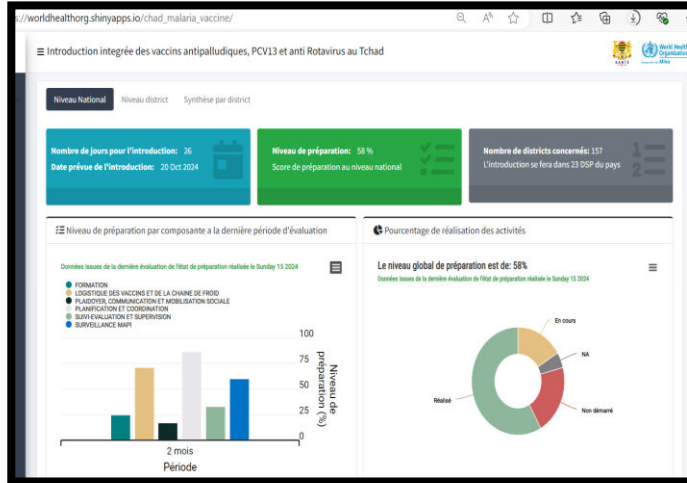 s://worldhealthorg.shinyapps.io/chad_malaria_vaccine/
Introduction integrée des vaccins antipalludiques, PCV13 et anti Rotavirus au Tchad
World Health Organization
Niveau National
Niveau district
Synthèse par district
Nombre de jours pour l'introduction: 26
Date prévue de l'introduction: 20 Oct 2024
Niveau de préparation: 58 %
Score de préparation au niveau national
Nombre de districts concernés: 157
L'introduction se fera dans 23 DSP du pays
Niveau de préparation par composante a la dernière période d'évaluation
Données issues de la dernière évaluation de l'état de préparation réalisée le Sunday 15 2024
FORMATION
LOGISTIQUE DES VACCINS ET DE LA CHAINE DE FROID
PLAIDOYER, COMMUNICATION ET MOBILISATION SOCIALE
PLANIFICATION ET COORDINATION
SUIVI-EVALUATION ET SUPERVISION
SURVEILLANCE MAPI
100
75
50
25
0
Niveau de préparation (%)
2 mois
Période
Pourcentage de réalisation des activités
Le niveau global de préparation est de: 58%
Données issues de la dernière évaluation de l'état de préparation réalisée le Sunday 15 2024
En cours
NA
Non démarré
Réalisé